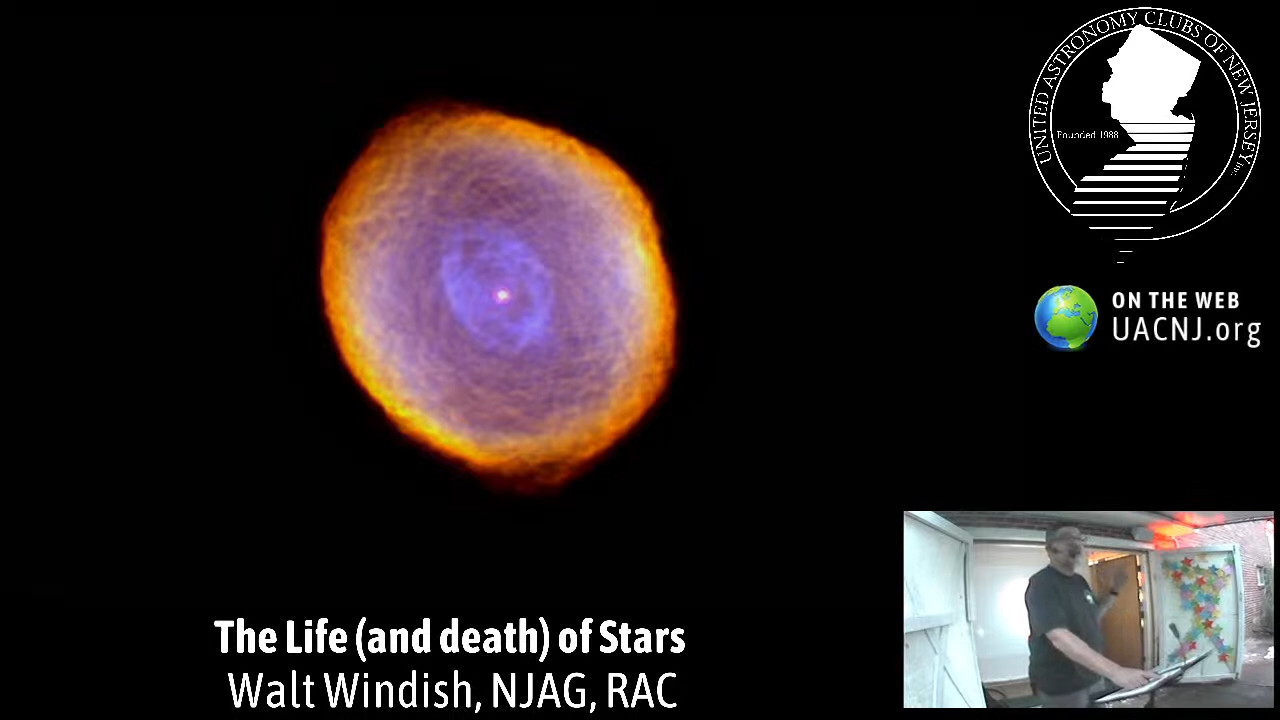 UNITED ASTRONOMY CLUBS OF NEW JERSEY Inc.
Founded 1988
ON THE WEB
UACNJ.org
The Life (and death) of Stars
Walt Windish, NJAG, RAC